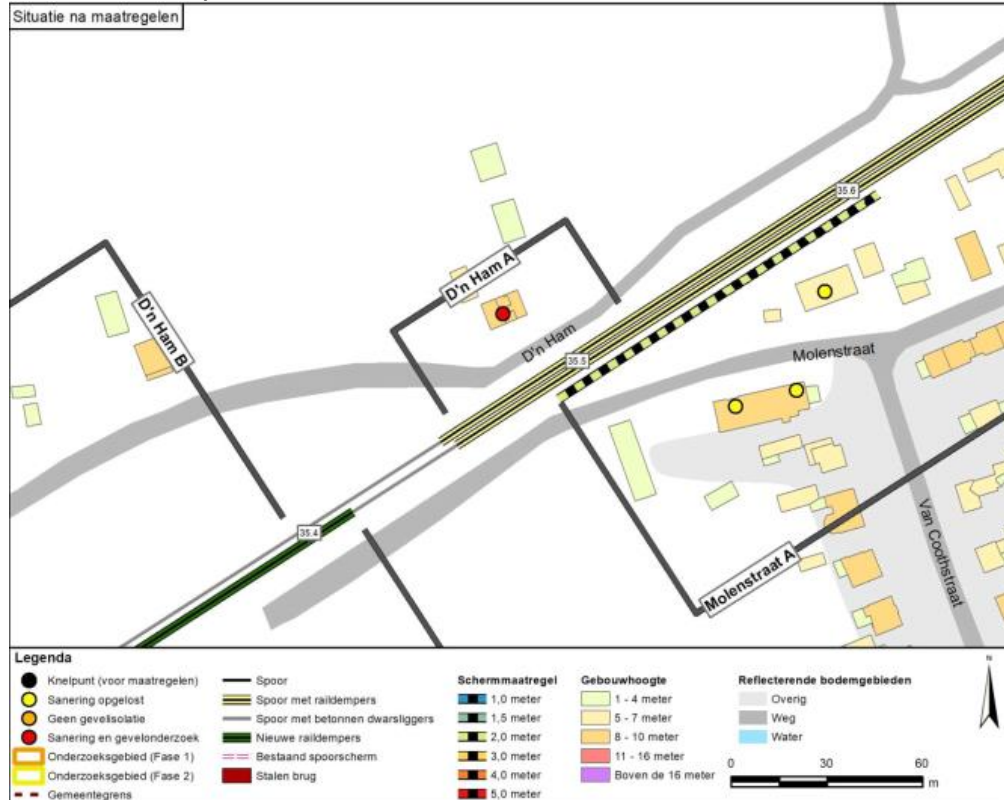 Situatie na maatregelen
35.6
D'n Ham A
D'n Ham B
D'n Ham
35.5
Molenstraat
35.4
Van Coothstraat
Molenstraat A
Legenda
Knelpunt (voor maatregelen)
Sanering opgelost
Geen gevelisolatie
Sanering en gevelonderzoek
Onderzoeksgebied (Fase 1)
Onderzoeksgebied (Fase 2)
Gemeentegrens
Spoor
Spoor met raildempers
Spoor met betonnen dwarsliggers
Nieuwe raildempers
Bestaand spoorscherm
Stalen brug
Schermmaatregel
1,0 meter
1,5 meter
2,0 meter
3,0 meter
4,0 meter
5,0 meter
Gebouwhoogte
1 - 4 meter
5 - 7 meter
8 - 10 meter
11 - 16 meter
Boven de 16 meter
Reflecterende bodemgebieden
Overig
Weg
Water
N
0 30 60
m